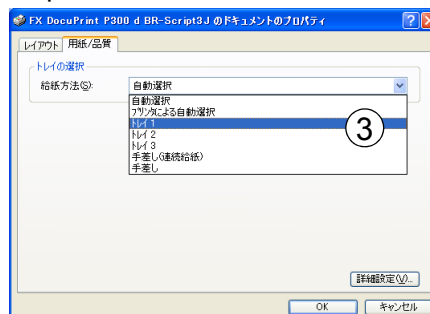 FX DocuPrint P300 d BR-Script3J のドキュメントのプロパティ
レイアウト 用紙/品質
トレイの選択
給紙方法(S): 自動選択
自動選択
プリンタによる自動選択
トレイ 1
トレイ 2
トレイ 3
手差し(連続給紙)
手差し
3
詳細設定(V)...
OK キャンセル